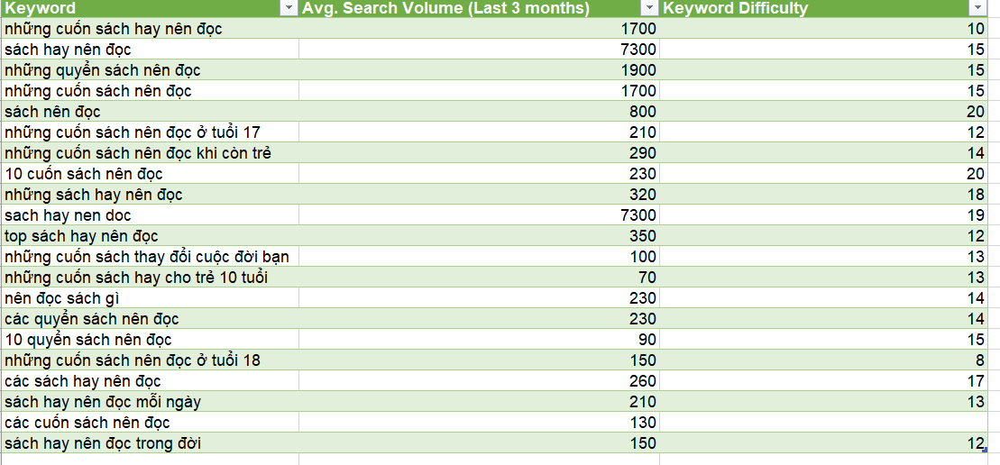 Keyword Avg. Search Volume (Last 3 months) Keyword Difficulty
những cuốn sách hay nên đọc 1700 10
sách hay nên đọc 7300 15
những quyển sách nên đọc 1900 15
những cuốn sách nên đọc 1700 15
sách nên đọc 800 20
những cuốn sách nên đọc ở tuổi 17 210 12
những cuốn sách nên đọc khi còn trẻ 290 14
10 cuốn sách nên đọc 230 20
những sách hay nên đọc 320 18
sach hay nen doc 7300 19
top sách hay nên đọc 350 12
những cuốn sách thay đổi cuộc đời bạn 100 13
những cuốn sách hay cho trẻ 10 tuổi 70 13
nên đọc sách gì 230 14
các quyển sách nên đọc 230 14
10 quyển sách nên đọc 90 15
những cuốn sách nên đọc ở tuổi 18 150 8
các sách hay nên đọc 260 17
sách hay nên đọc mỗi ngày 210 13
các cuốn sách nên đọc 130
sách hay nên đọc trong đời 150 12